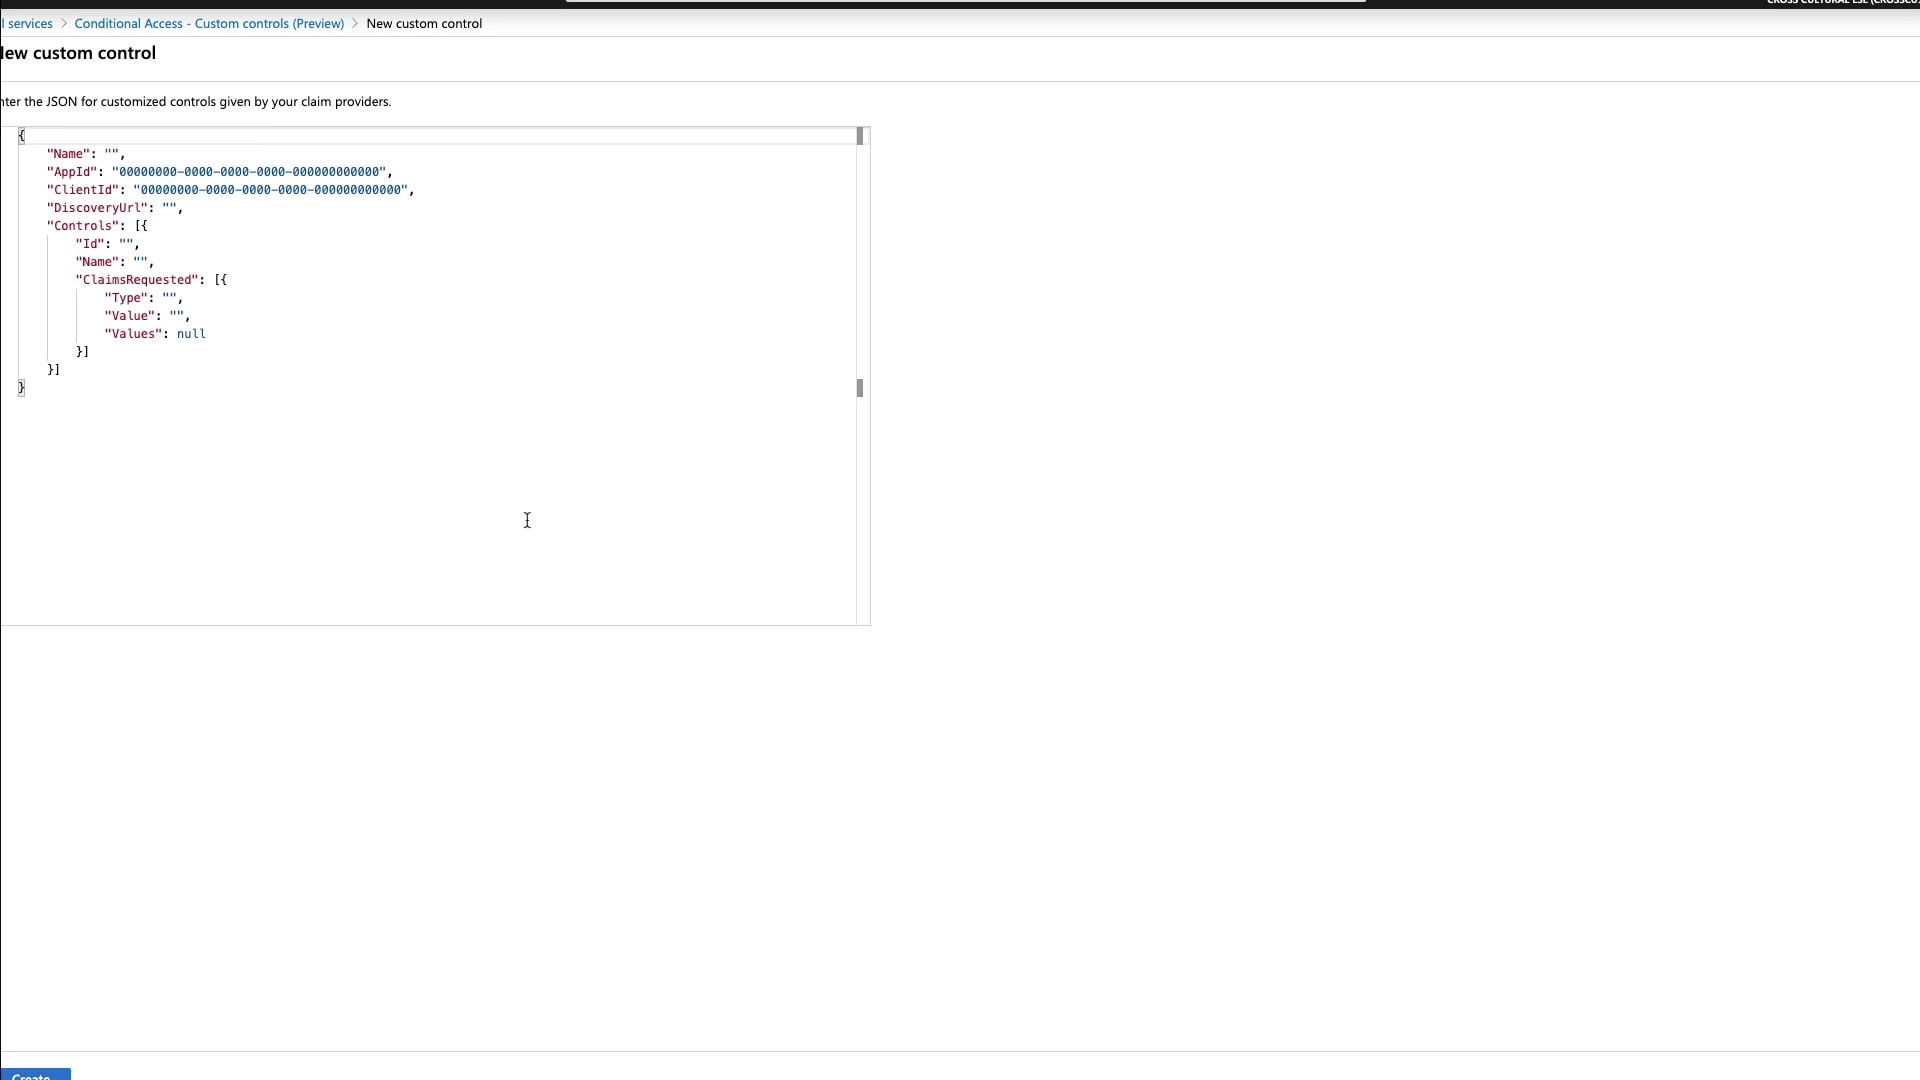 l services > Conditional Access - Custom controls (Preview) > New custom control
New custom control
nter the JSON for customized controls given by your claim providers.
{
    "Name": "",
    "AppId": "00000000-0000-0000-0000-000000000000",
    "ClientId": "00000000-0000-0000-0000-000000000000",
    "DiscoveryUrl": "",
    "Controls": [{
        "Id": "",
        "Name": "",
        "ClaimsRequested": [{
            "Type": "",
            "Value": "",
            "Values": null
        }]
    }]
}
Create